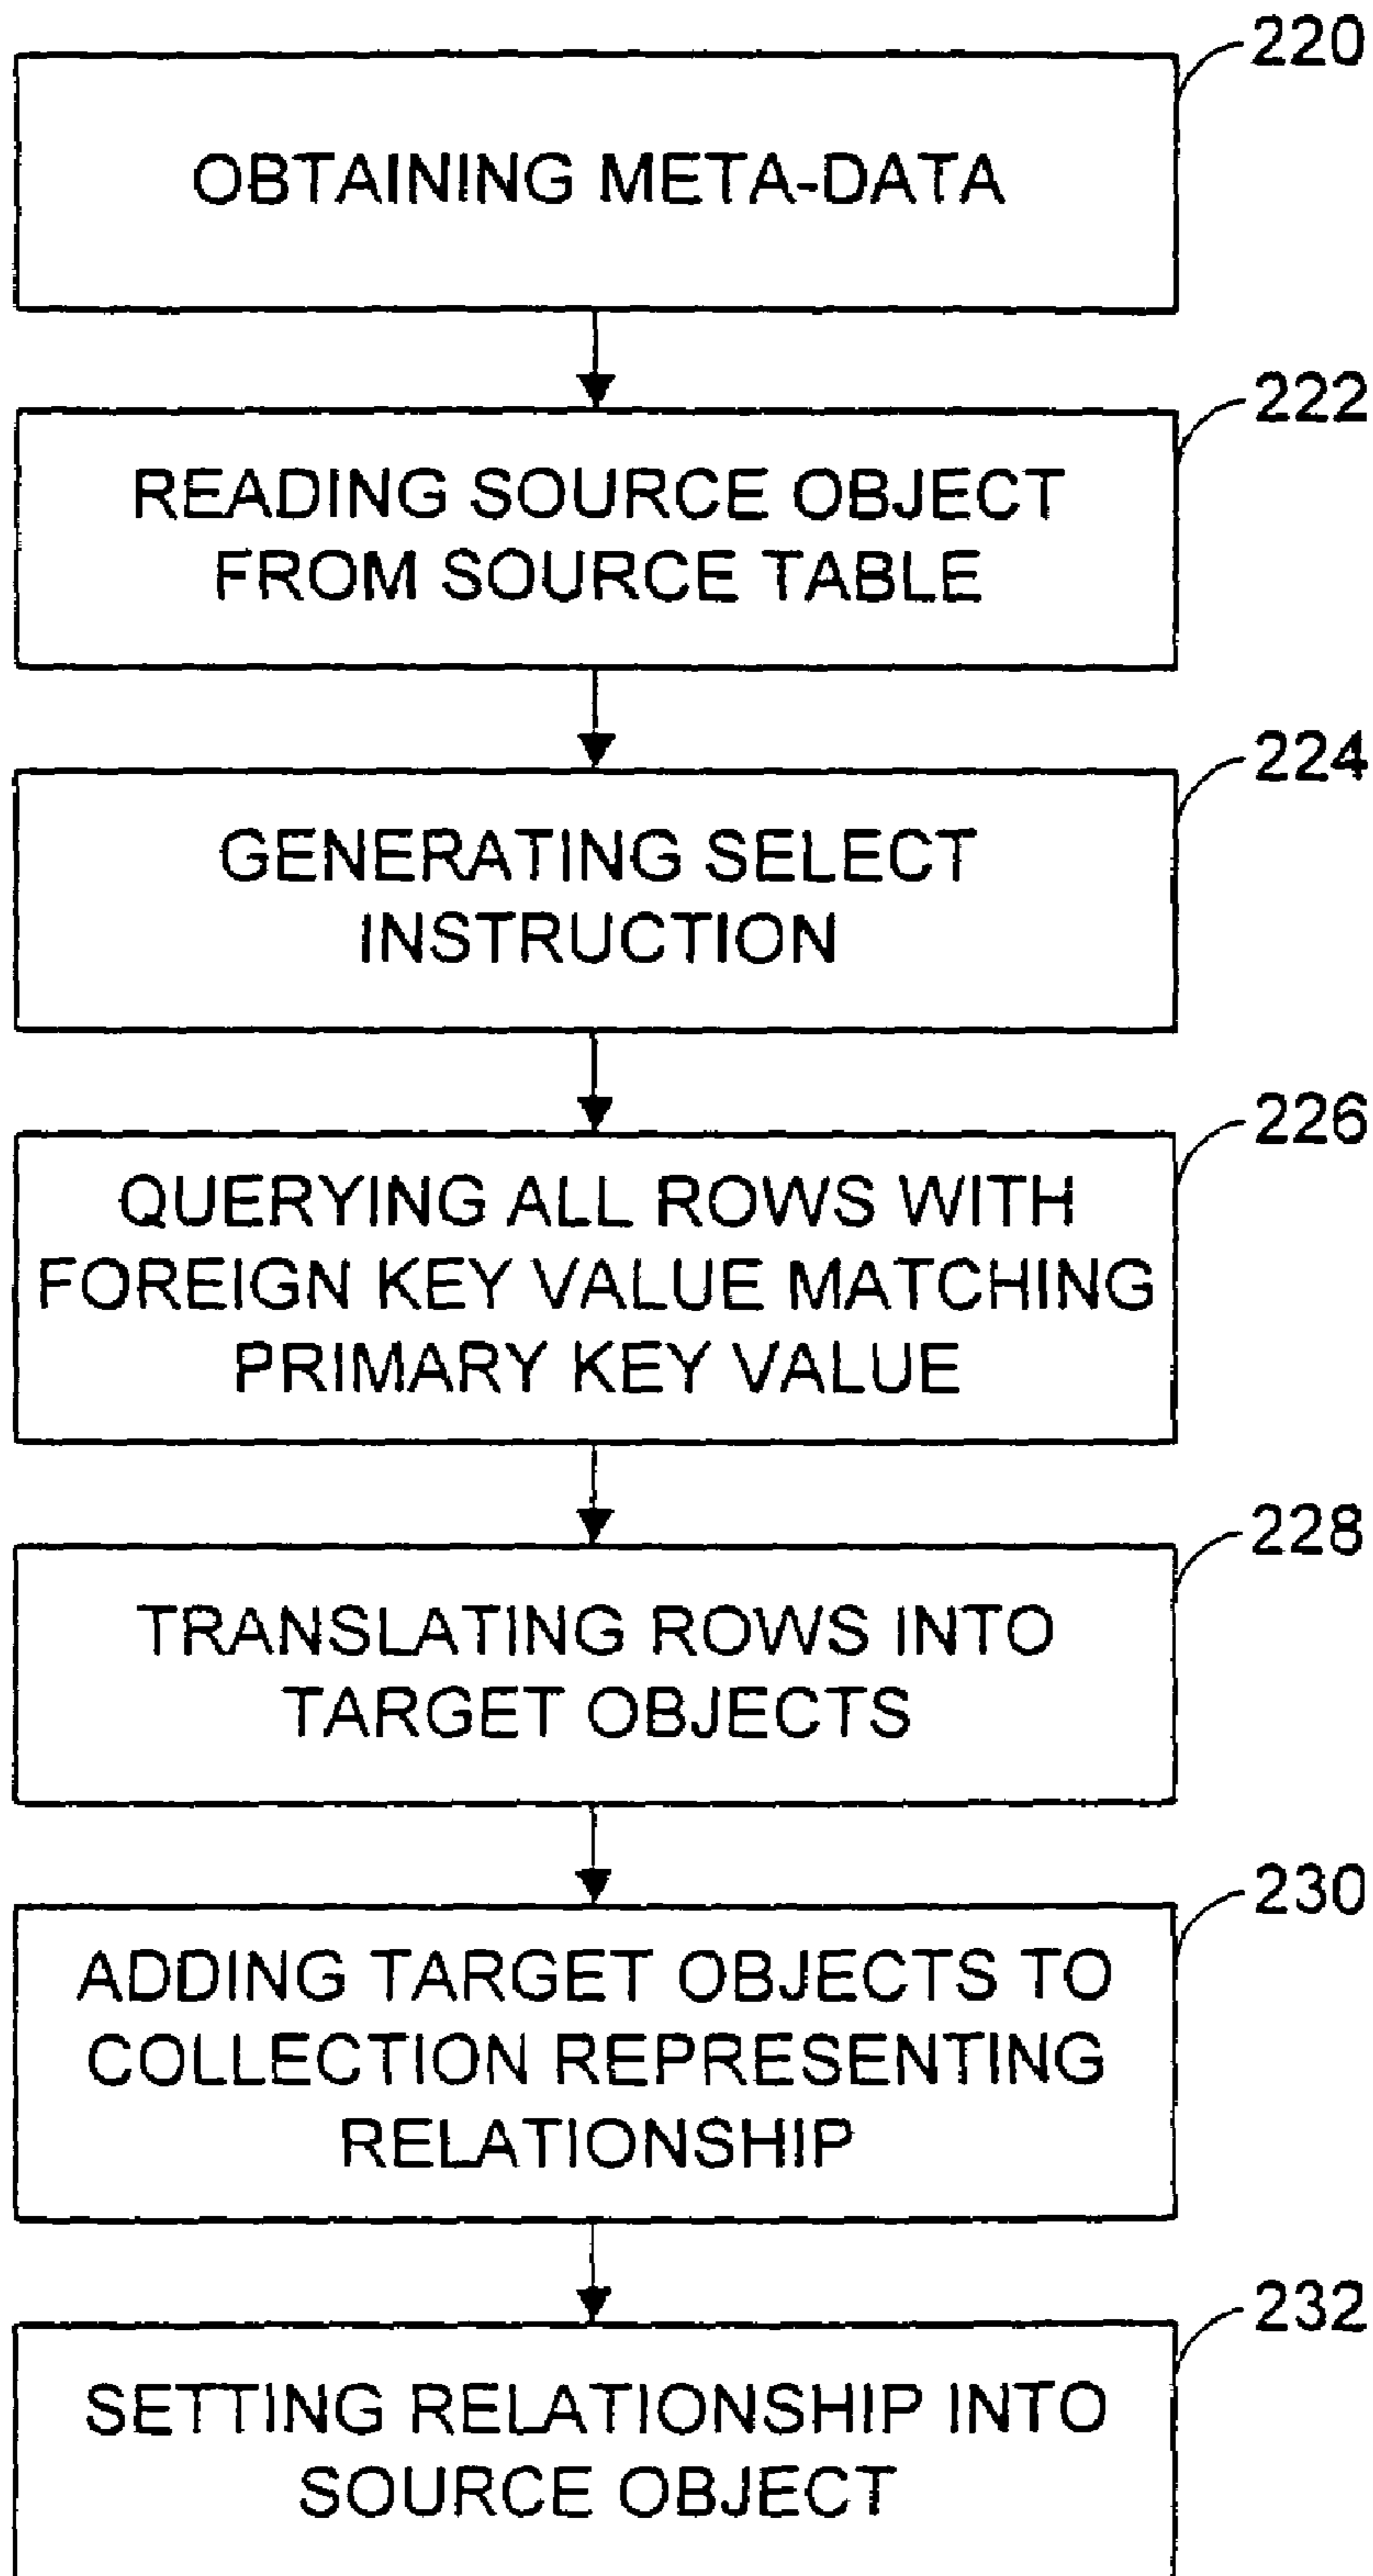 220
OBTAINING META-DATA
222
READING SOURCE OBJECT
FROM SOURCE TABLE
224
GENERATING SELECT
INSTRUCTION
226
QUERYING ALL ROWS WITH
FOREIGN KEY VALUE MATCHING
PRIMARY KEY VALUE
228
TRANSLATING ROWS INTO
TARGET OBJECTS
230
ADDING TARGET OBJECTS TO
COLLECTION REPRESENTING
RELATIONSHIP
232
SETTING RELATIONSHIP INTO
SOURCE OBJECT